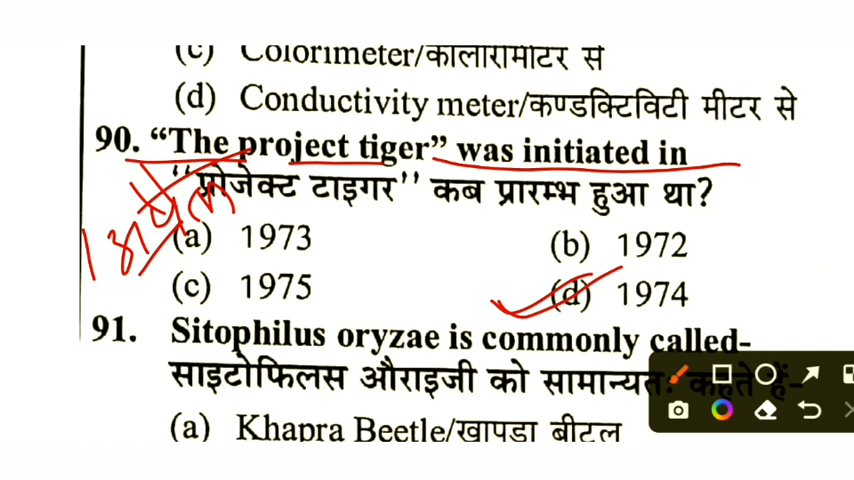 (c) Colorimeter/कालारीमीटर से
(d) Conductivity meter/कण्डक्टिविटी मीटर से
90. “The project tiger” was initiated in
“प्रोजेक्ट टाइगर” कब प्रारम्भ हुआ था?
(a) 1973 (b) 1972
(c) 1975 (d) 1974
91. Sitophilus oryzae is commonly called-
साइटोफिलस औराइजी को सामान्यतः कहते हैं-
(a) Khapra Beetle/खापडा बीटल